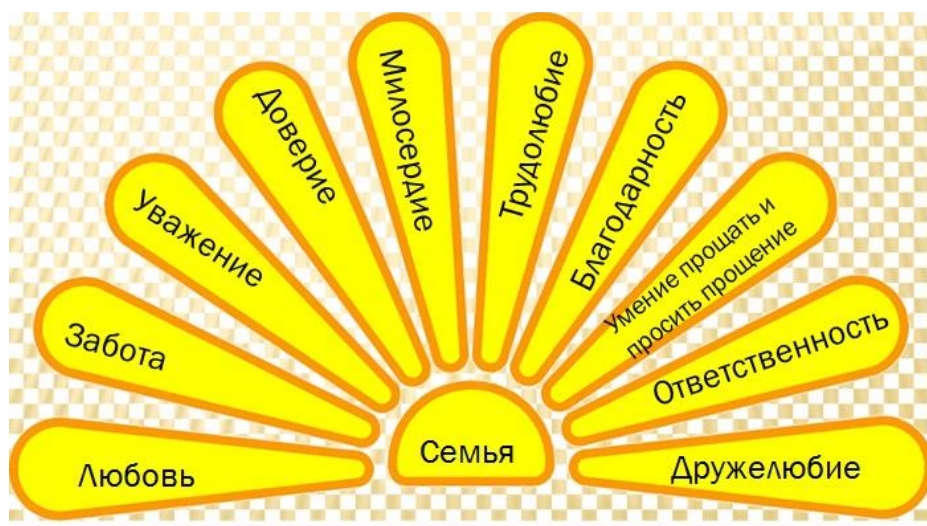 Любовь
Забота
Уважение
Доверие
Милосердие
Трудолюбие
Благодарность
Умение прощать и
просить прощение
Ответственность
Дружелюбие
Семья